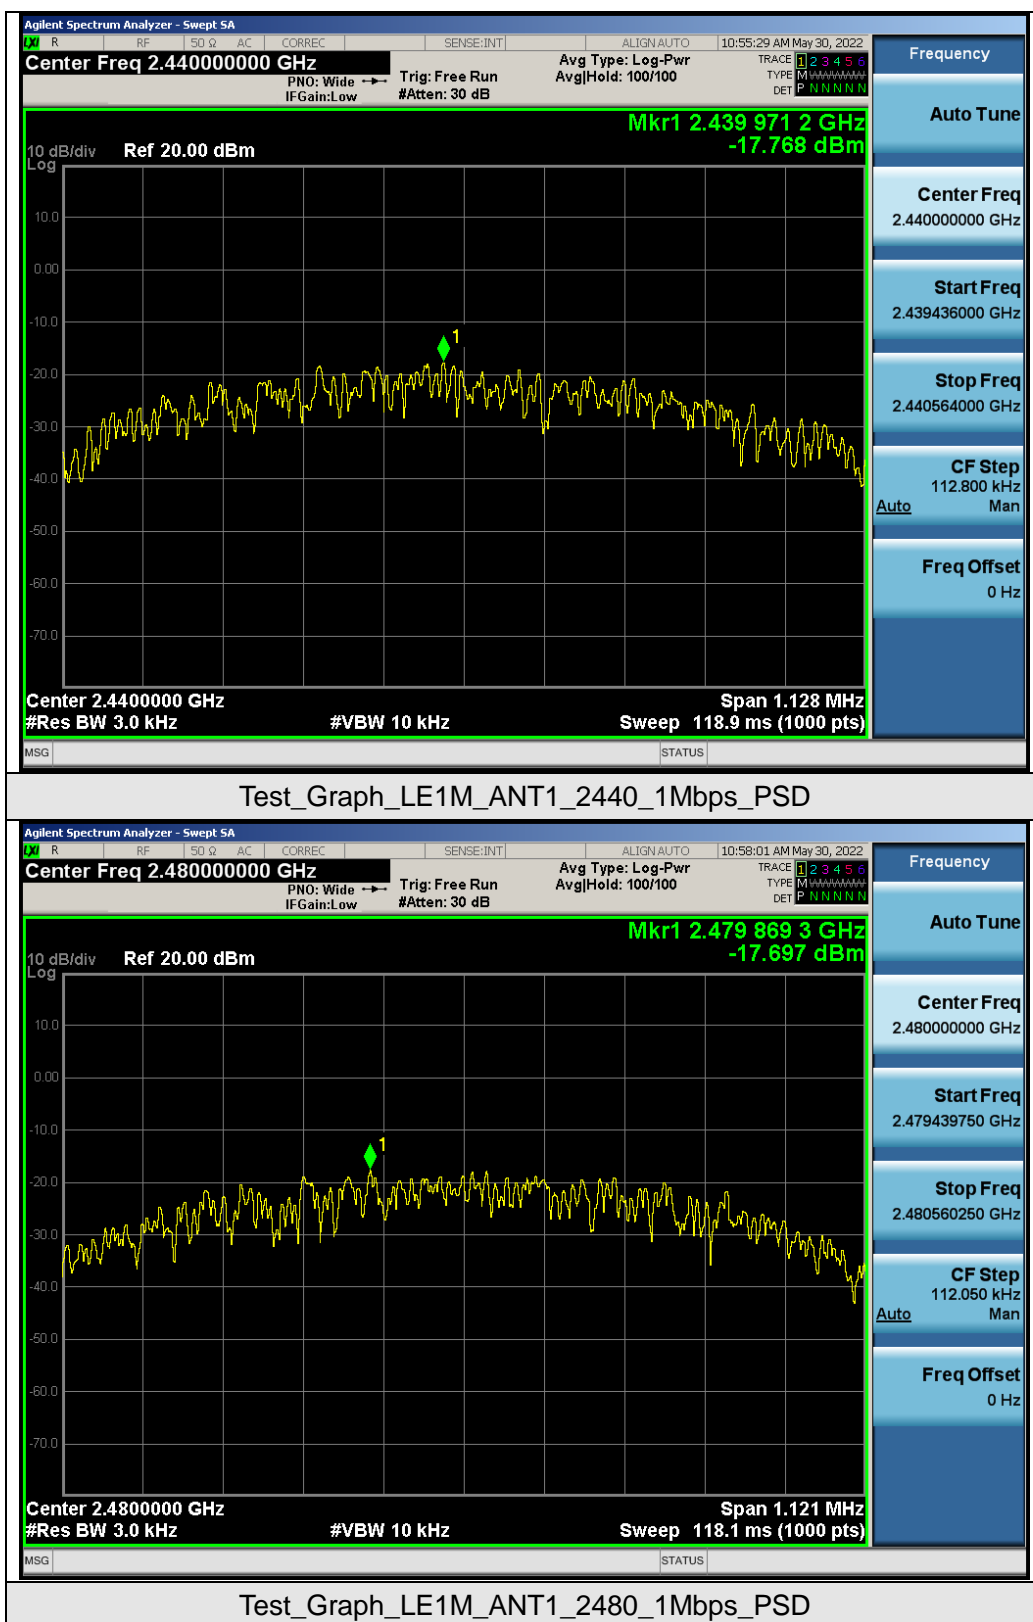 Agilent Spectrum Analyzer - Swept SA
LXI R RF 50 Ω AC CORREC SENSE:INT ALIGN AUTO 10:55:29 AM May 30, 2022
Center Freq 2.440000000 GHz
PNO: Wide
IFGain:Low
Trig: Free Run
#Atten: 30 dB
Avg Type: Log-Pwr
Avg|Hold: 100/100
TRACE 1 2 3 4 5 6
TYPE M
DET P N N N N N
Frequency
Mkr1 2.439 971 2 GHz
-17.768 dBm
10 dB/div Ref 20.00 dBm
Log
10.0
0.00
-10.0
-20.0
-30.0
-40.0
-50.0
-60.0
-70.0
1
Auto Tune
Center Freq
2.440000000 GHz
Start Freq
2.439436000 GHz
Stop Freq
2.440564000 GHz
CF Step
112.800 kHz
Auto Man
Freq Offset
0 Hz
Center 2.4400000 GHz Span 1.128 MHz
#Res BW 3.0 kHz #VBW 10 kHz Sweep 118.9 ms (1000 pts)
MSG STATUS
Test_Graph_LE1M_ANT1_2440_1Mbps_PSD
Agilent Spectrum Analyzer - Swept SA
LXI R RF 50 Ω AC CORREC SENSE:INT ALIGN AUTO 10:58:01 AM May 30, 2022
Center Freq 2.480000000 GHz
PNO: Wide
IFGain:Low
Trig: Free Run
#Atten: 30 dB
Avg Type: Log-Pwr
Avg|Hold: 100/100
TRACE 1 2 3 4 5 6
TYPE M
DET P N N N N N
Frequency
Mkr1 2.479 869 3 GHz
-17.697 dBm
10 dB/div Ref 20.00 dBm
Log
10.0
0.00
-10.0
-20.0
-30.0
-40.0
-50.0
-60.0
-70.0
1
Auto Tune
Center Freq
2.480000000 GHz
Start Freq
2.479439750 GHz
Stop Freq
2.480560250 GHz
CF Step
112.050 kHz
Auto Man
Freq Offset
0 Hz
Center 2.4800000 GHz Span 1.121 MHz
#Res BW 3.0 kHz #VBW 10 kHz Sweep 118.1 ms (1000 pts)
MSG STATUS
Test_Graph_LE1M_ANT1_2480_1Mbps_PSD